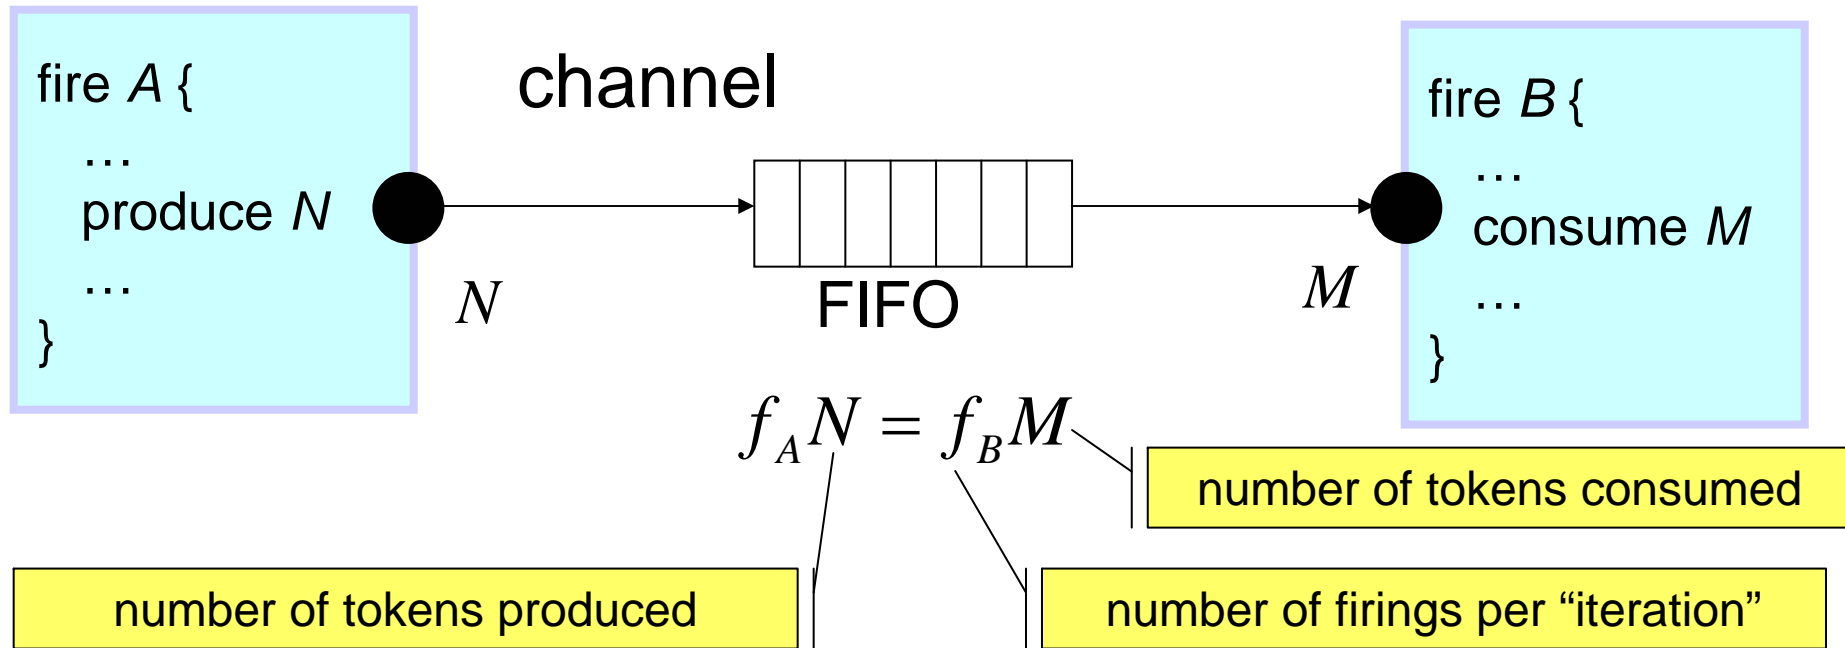 fire A {
…
produce N
…
}
channel
N
FIFO
M
fire B {
…
consume M
…
}
f_A N = f_B M
number of tokens consumed
number of tokens produced
number of firings per “iteration”